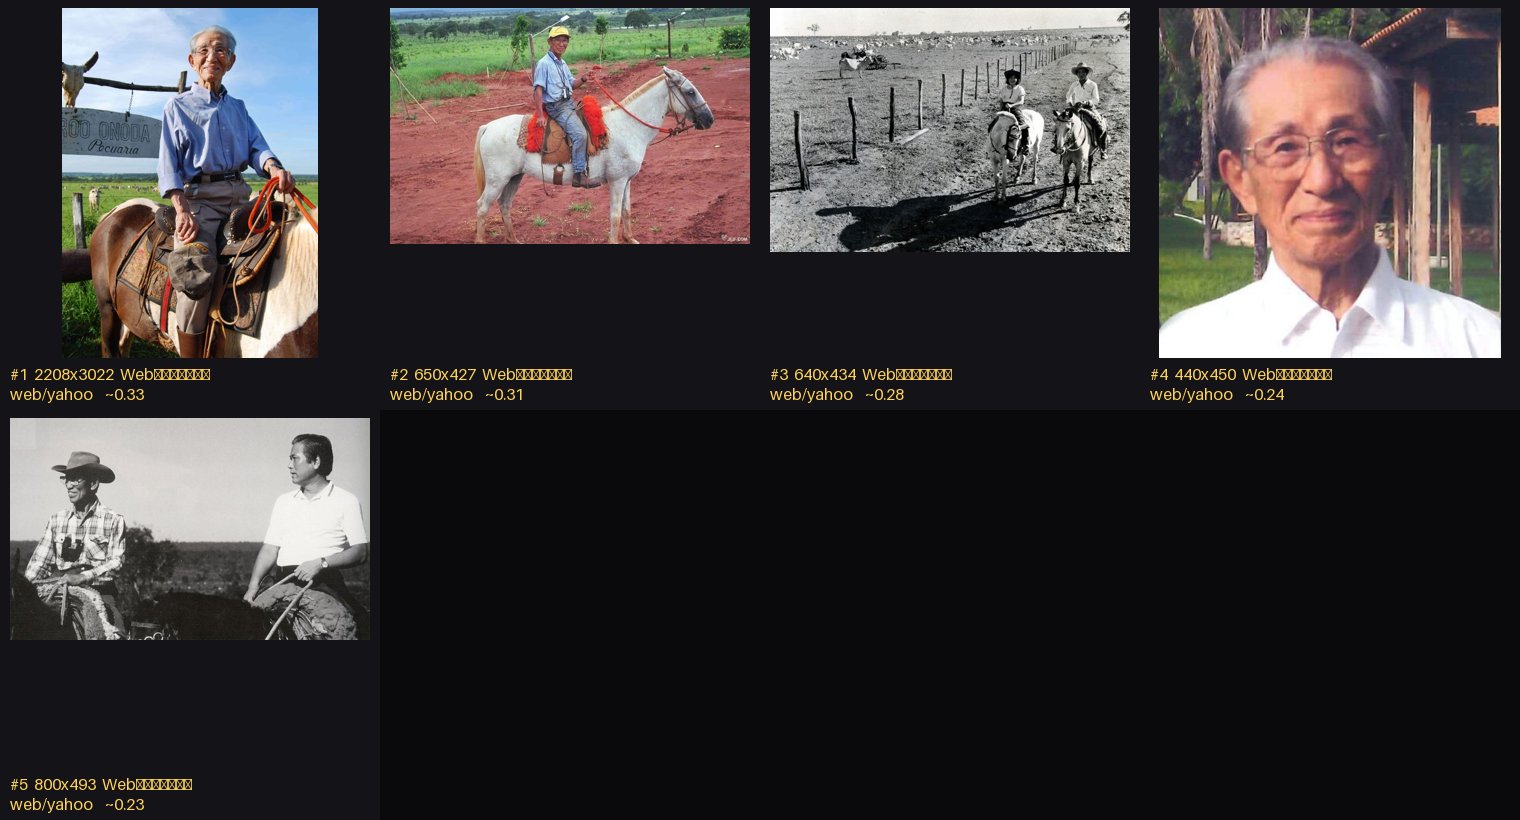 ROO ONODA
Pecuaria
#1 2208x3022 Web
web/yahoo ~0.33
#2 650x427 Web
web/yahoo ~0.31
#3 640x434 Web
web/yahoo ~0.28
#4 440x450 Web
web/yahoo ~0.24
#5 800x493 Web
web/yahoo ~0.23